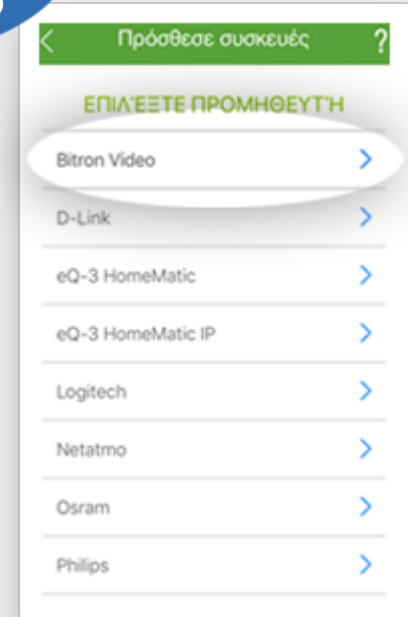 Πρόσθεσε συσκευές ?
ΕΠΙΛΈΞΤΕ ΠΡΟΜΗΘΕΥΤΉ
Bitron Video
D-Link
eQ-3 HomeMatic
eQ-3 HomeMatic IP
Logitech
Netatmo
Osram
Philips